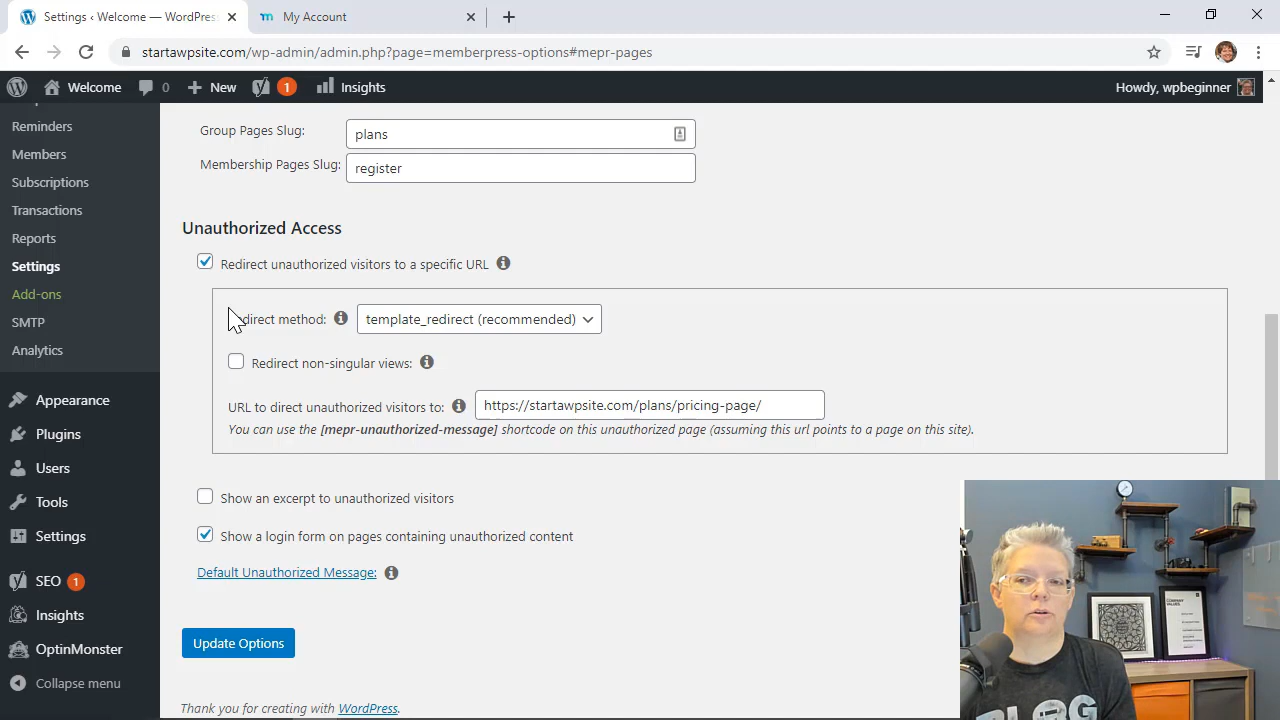 Settings ‹ Welcome — WordPres
My Account
startawpsite.com/wp-admin/admin.php?page=memberpress-options#mepr-pages
Welcome
0
New
1
Insights
Howdy, wpbeginner
Reminders
Members
Subscriptions
Transactions
Reports
Settings
Add-ons
SMTP
Analytics
Appearance
Plugins
Users
Tools
Settings
SEO 1
Insights
OptinMonster
Collapse menu
Group Pages Slug: plans
Membership Pages Slug: register
Unauthorized Access
Redirect unauthorized visitors to a specific URL
direct method: template_redirect (recommended)
Redirect non-singular views:
URL to direct unauthorized visitors to: https://startawpsite.com/plans/pricing-page/
You can use the [mepr-unauthorized-message] shortcode on this unauthorized page (assuming this url points to a page on this site).
Show an excerpt to unauthorized visitors
Show a login form on pages containing unauthorized content
Default Unauthorized Message:
Update Options
Thank you for creating with WordPress.
COMPANY
VALUES